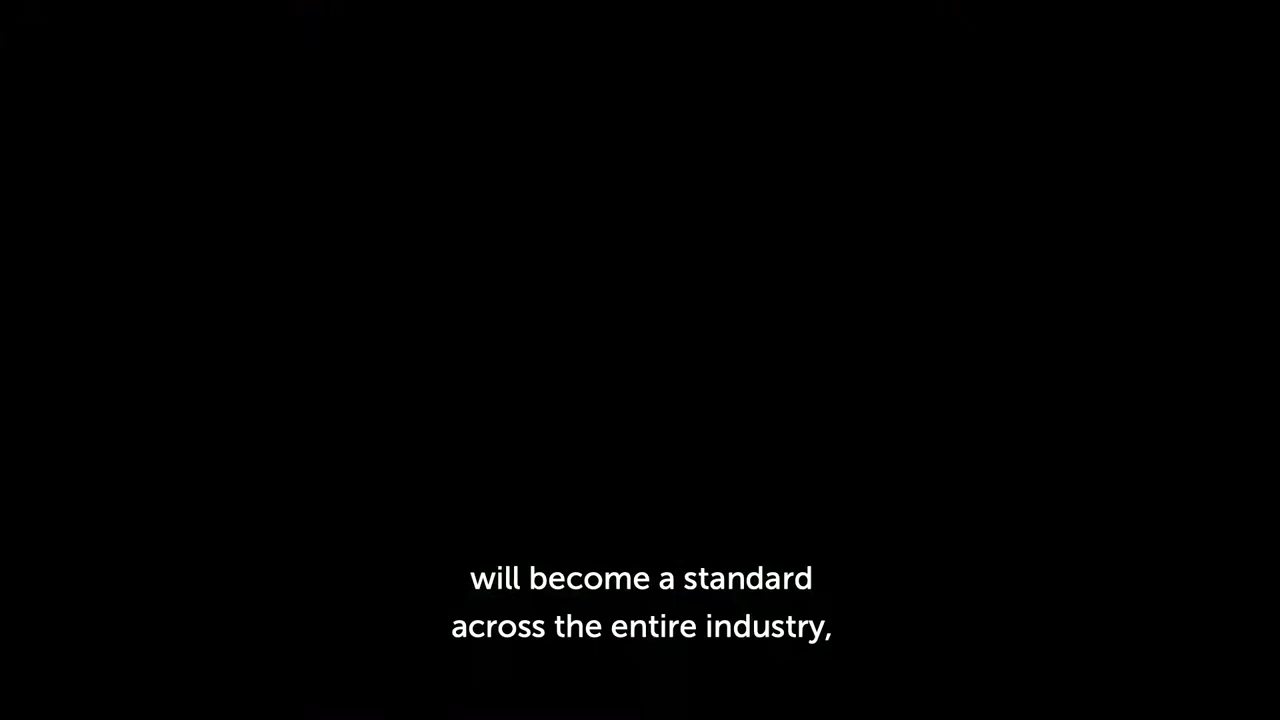 will become a standard
across the entire industry,